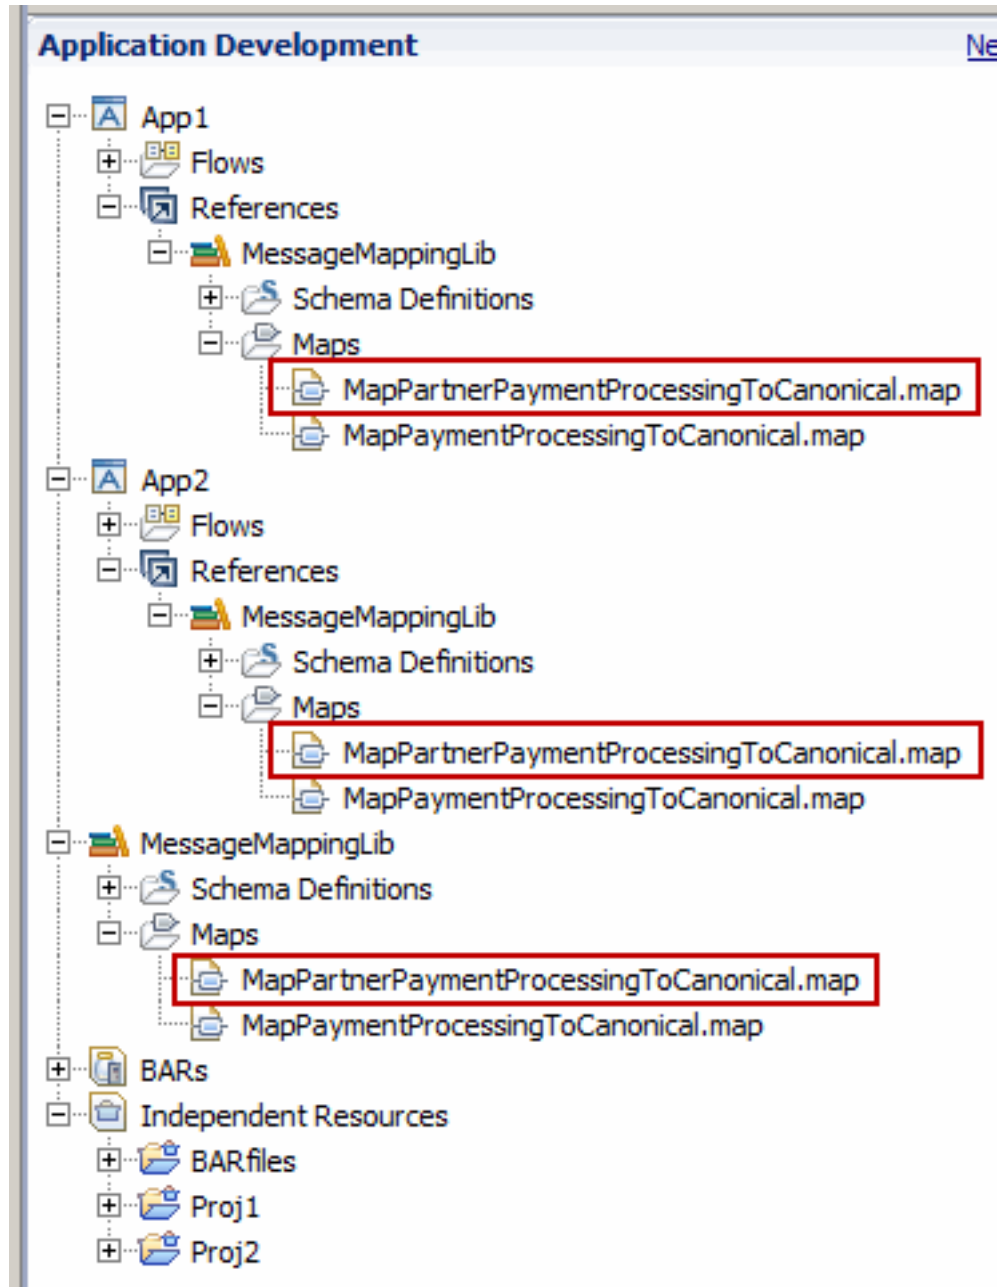 Application Development
Ne
App1
Flows
References
MessageMappingLib
Schema Definitions
Maps
MapPartnerPaymentProcessingToCanonical.map
MapPaymentProcessingToCanonical.map
App2
Flows
References
MessageMappingLib
Schema Definitions
Maps
MapPartnerPaymentProcessingToCanonical.map
MapPaymentProcessingToCanonical.map
MessageMappingLib
Schema Definitions
Maps
MapPartnerPaymentProcessingToCanonical.map
MapPaymentProcessingToCanonical.map
BARs
Independent Resources
BARfiles
Proj1
Proj2